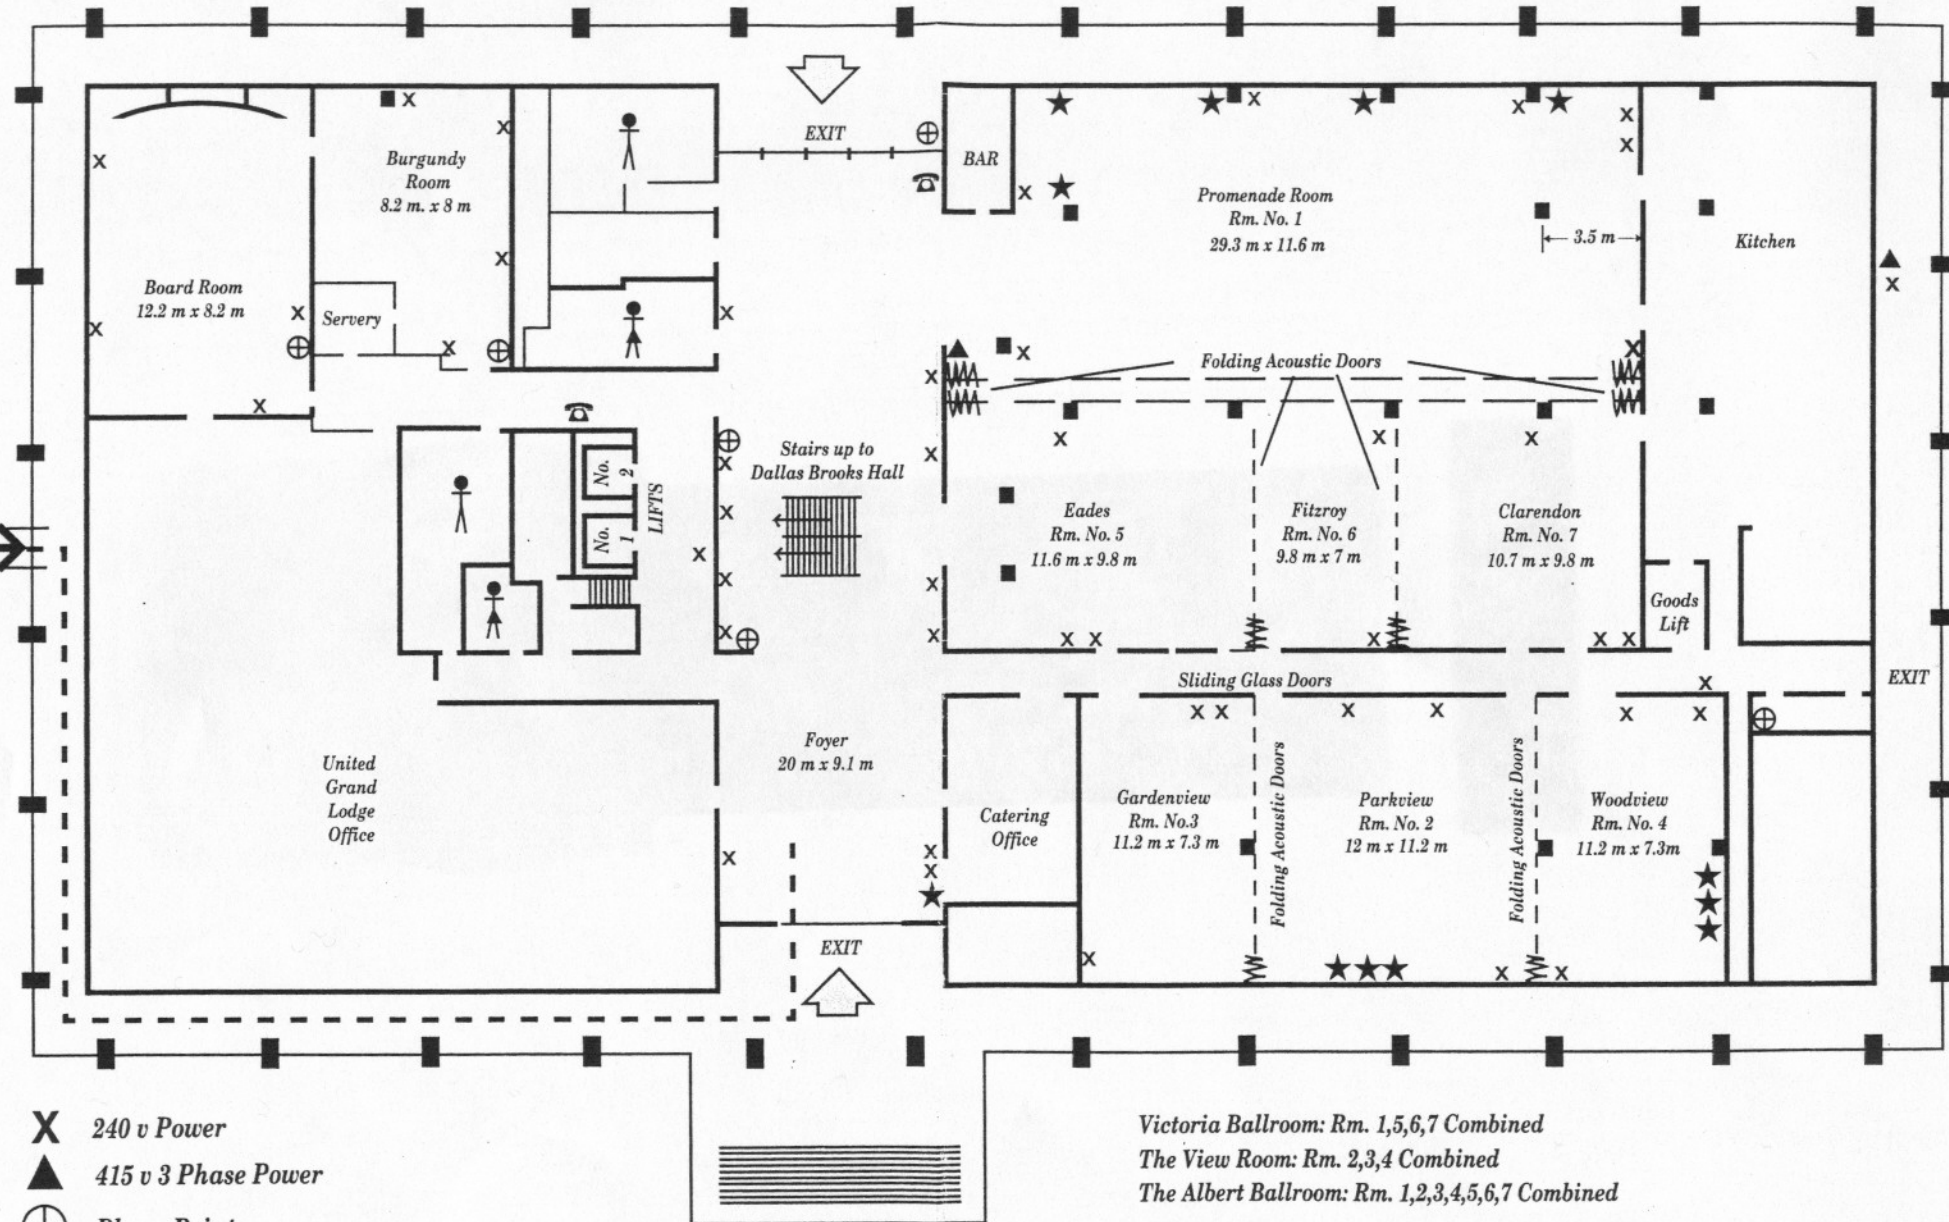 EXIT
BAR
Burgundy
Room
8.2 m. x 8 m
Promenade Room
Rm. No. 1
29.3 m x 11.6 m
3.5 m
Kitchen
Board Room
12.2 m x 8.2 m
Servery
Folding Acoustic Doors
Stairs up to
Dallas Brooks Hall
No. 2
No. 1
LIFTS
Eades
Rm. No. 5
11.6 m x 9.8 m
Fitzroy
Rm. No. 6
9.8 m x 7 m
Clarendon
Rm. No. 7
10.7 m x 9.8 m
Goods
Lift
Sliding Glass Doors
EXIT
United
Grand
Lodge
Office
Foyer
20 m x 9.1 m
Catering
Office
Gardenview
Rm. No.3
11.2 m x 7.3 m
Folding Acoustic Doors
Parkview
Rm. No. 2
12 m x 11.2 m
Folding Acoustic Doors
Woodview
Rm. No. 4
11.2 m x 7.3m
EXIT
X 240 v Power
415 v 3 Phase Power
Victoria Ballroom: Rm. 1,5,6,7 Combined
The View Room: Rm. 2,3,4 Combined
The Albert Ballroom: Rm. 1,2,3,4,5,6,7 Combined